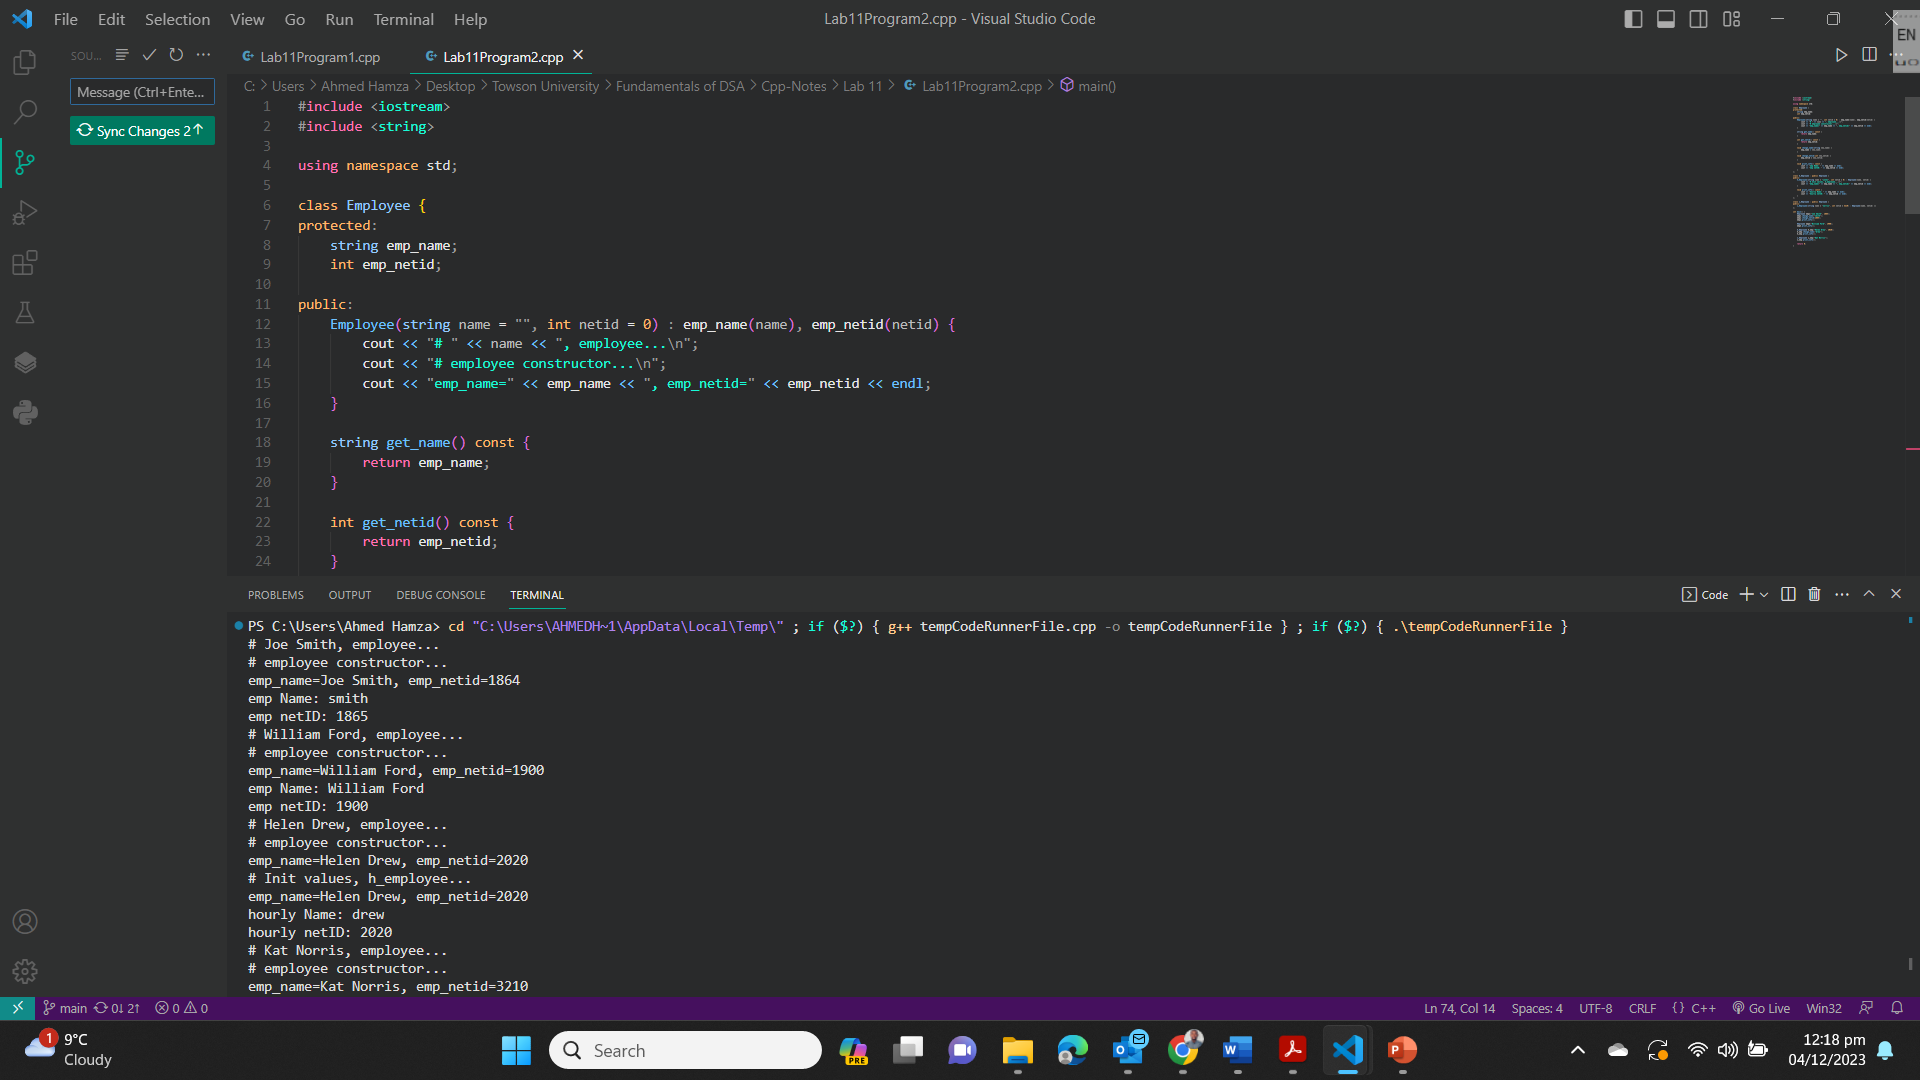 File Edit Selection View Go Run Terminal Help
Lab11Program2.cpp - Visual Studio Code
EN
SOU...
Lab11Program1.cpp
Lab11Program2.cpp
Message (Ctrl+Ente...
Sync Changes 2↑
C: > Users > Ahmed Hamza > Desktop > Towson University > Fundamentals of DSA > Cpp-Notes > Lab 11 > Lab11Program2.cpp > main()
1 #include <iostream>
2 #include <string>
3
4 using namespace std;
5
6 class Employee {
7 protected:
8 string emp_name;
9 int emp_netid;
10
11 public:
12 Employee(string name = "", int netid = 0) : emp_name(name), emp_netid(netid) {
13 cout << "# " << name << ", employee...\n";
14 cout << "# employee constructor...\n";
15 cout << "emp_name=" << emp_name << ", emp_netid=" << emp_netid << endl;
16 }
17
18 string get_name() const {
19 return emp_name;
20 }
21
22 int get_netid() const {
23 return emp_netid;
24 }
PROBLEMS OUTPUT DEBUG CONSOLE TERMINAL
Code
PS C:\Users\Ahmed Hamza> cd "C:\Users\AHMEDH~1\AppData\Local\Temp\" ; if ($?) { g++ tempCodeRunnerFile.cpp -o tempCodeRunnerFile } ; if ($?) { .\tempCodeRunnerFile }
# Joe Smith, employee...
# employee constructor...
emp_name=Joe Smith, emp_netid=1864
emp Name: smith
emp netID: 1865
# William Ford, employee...
# employee constructor...
emp_name=William Ford, emp_netid=1900
emp Name: William Ford
emp netID: 1900
# Helen Drew, employee...
# employee constructor...
emp_name=Helen Drew, emp_netid=2020
# Init values, h_employee...
emp_name=Helen Drew, emp_netid=2020
hourly Name: drew
hourly netID: 2020
# Kat Norris, employee...
# employee constructor...
emp_name=Kat Norris, emp_netid=3210
main 0↓ 2↑ 0 0
Ln 74, Col 14 Spaces: 4 UTF-8 CRLF {} C++ Go Live Win32
1
9°C
Cloudy
Search
PRE
12:18 pm
04/12/2023